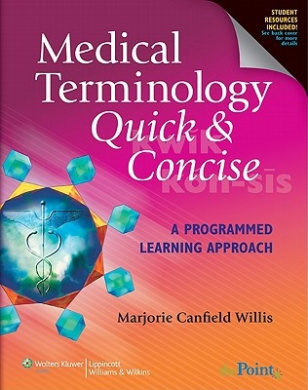 STUDENT
RESOURCES
INCLUDED!
See back cover
for more
details
Medical
Terminology
Quick &
Concise
kwik
kon-sīs
A PROGRAMMED
LEARNING APPROACH
Marjorie Canfield Willis
Wolters Kluwer
Lippincott
Williams & Wilkins
thePoint